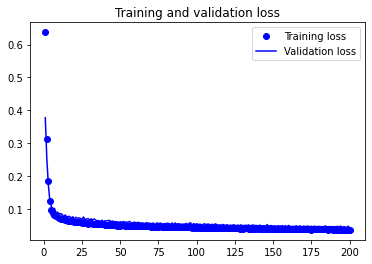 Training and validation loss
Training loss
Validation loss
0.6
0.5
0.4
0.3
0.2
0.1
0 25 50 75 100 125 150 175 200